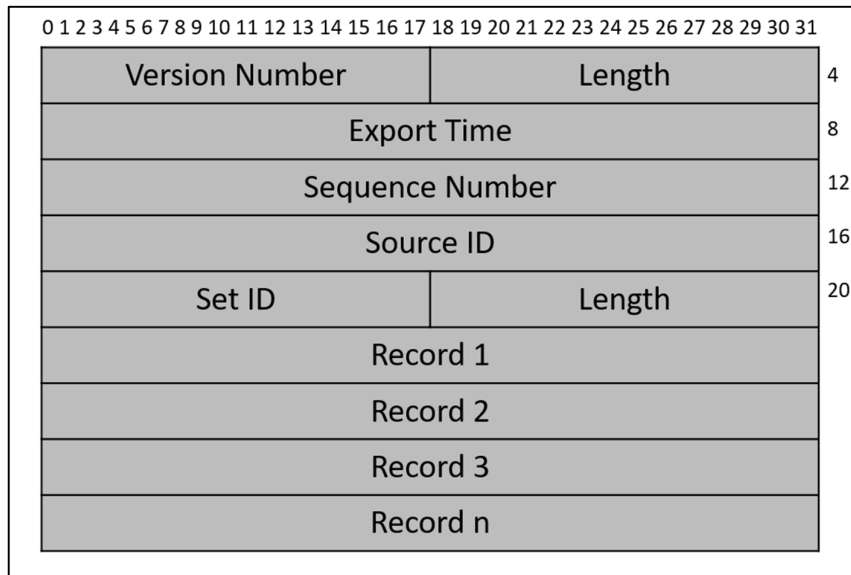 0 1 2 3 4 5 6 7 8 9 10 11 12 13 14 15 16 17 18 19 20 21 22 23 24 25 26 27 28 29 30 31
Version Number Length 4
Export Time 8
Sequence Number 12
Source ID 16
Set ID Length 20
Record 1
Record 2
Record 3
Record n